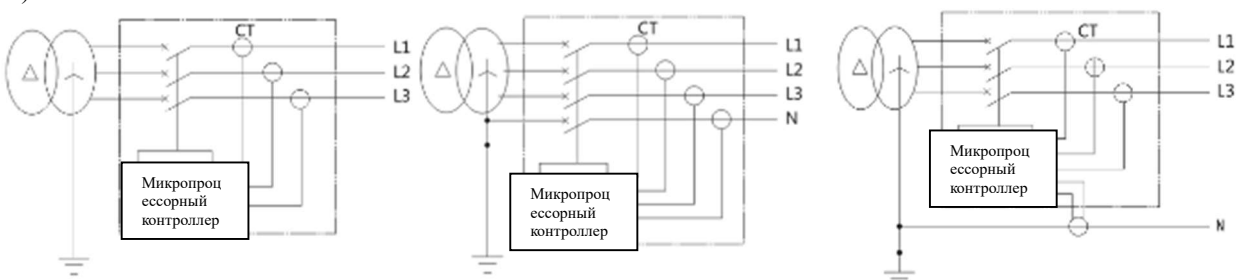 CT
L1
L2
L3
Микропроц
ессорный
контроллер
CT
L1
L2
L3
N
Микропроц
ессорный
контроллер
CT
L1
L2
L3
Микропроц
ессорный
контроллер
N